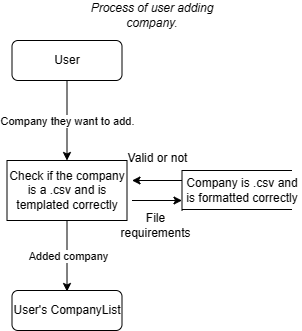 Process of user adding
company.
User
Company they want to add.
Valid or not
Check if the company
is a .csv and is
templated correctly
Company is .csv and
is formatted correctly
File
requirements
Added company
User's CompanyList